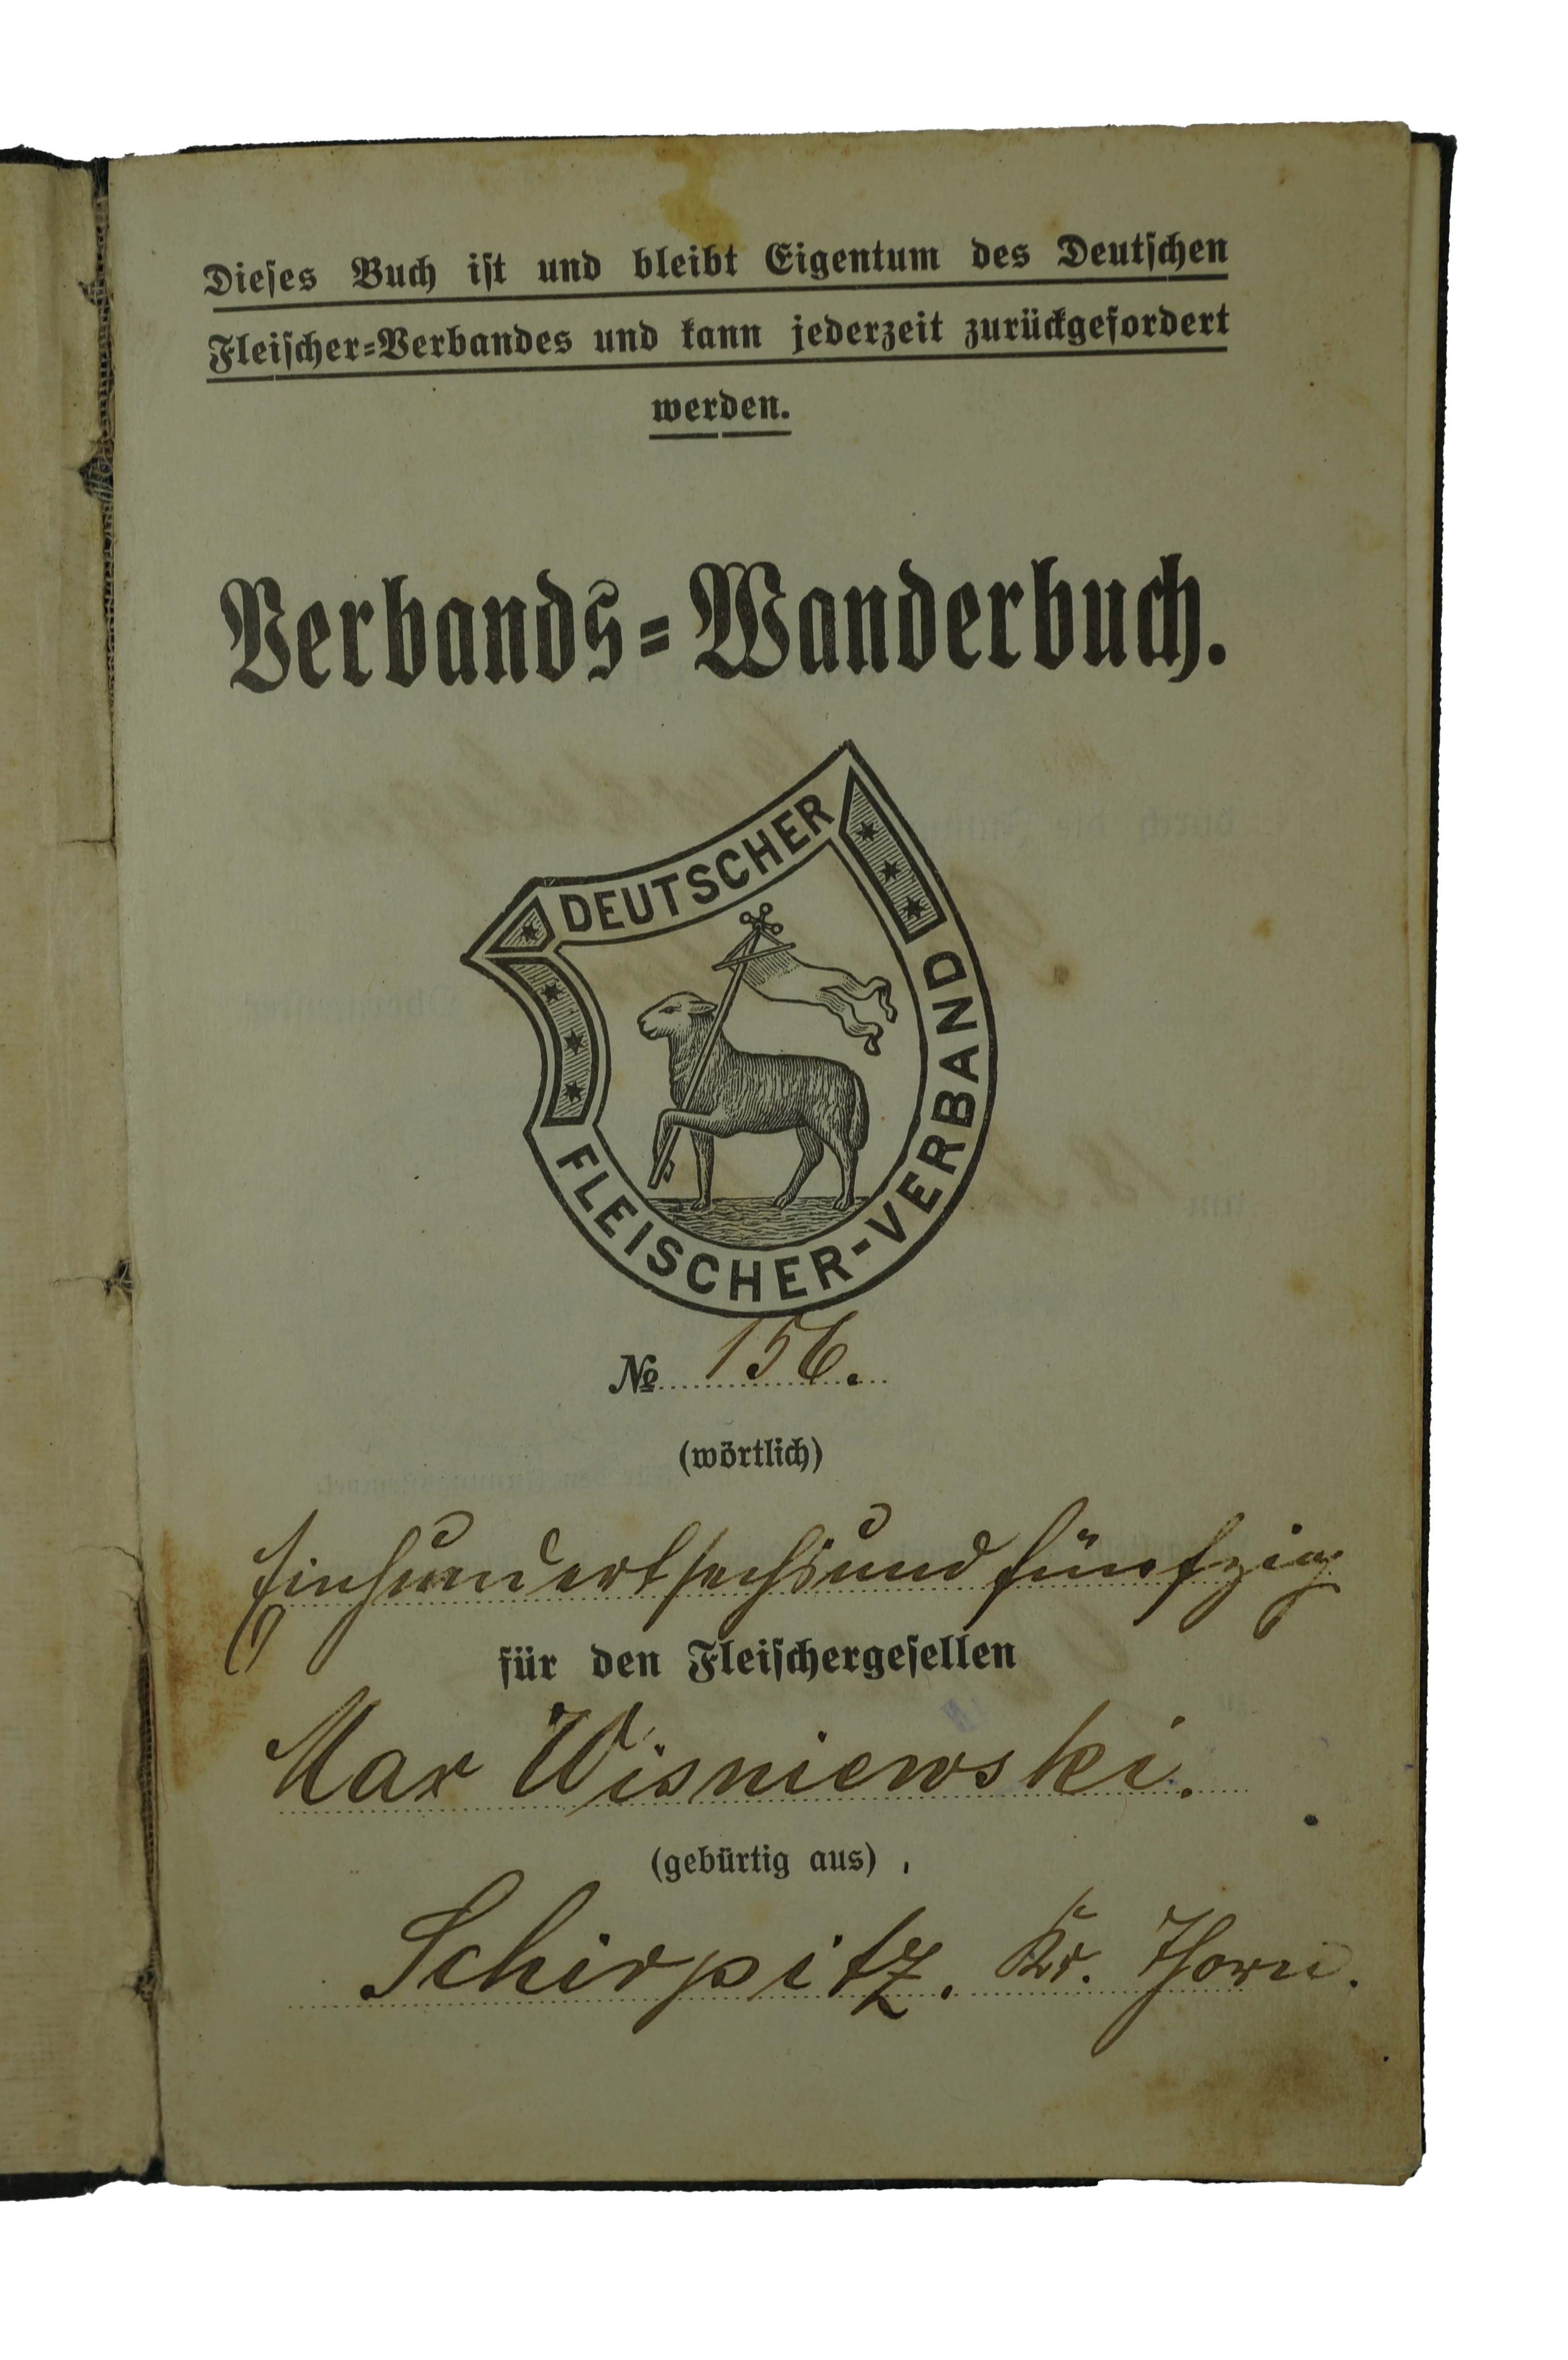 Dieses Buch ist und bleibt Eigentum des Deutschen
Fleischer-Verbandes und kann jederzeit zurückgefordert
werden.
Verbands-Wanderbuch.
DEUTSCHER
FLEISCHER-VERBAND
№ 156.
(wörtlich)
Einhundertsechsundfünfzig
für den Fleischergesellen
Max Wisniewski.
(gebürtig aus)
Schirpitz. Kr. Thorn.